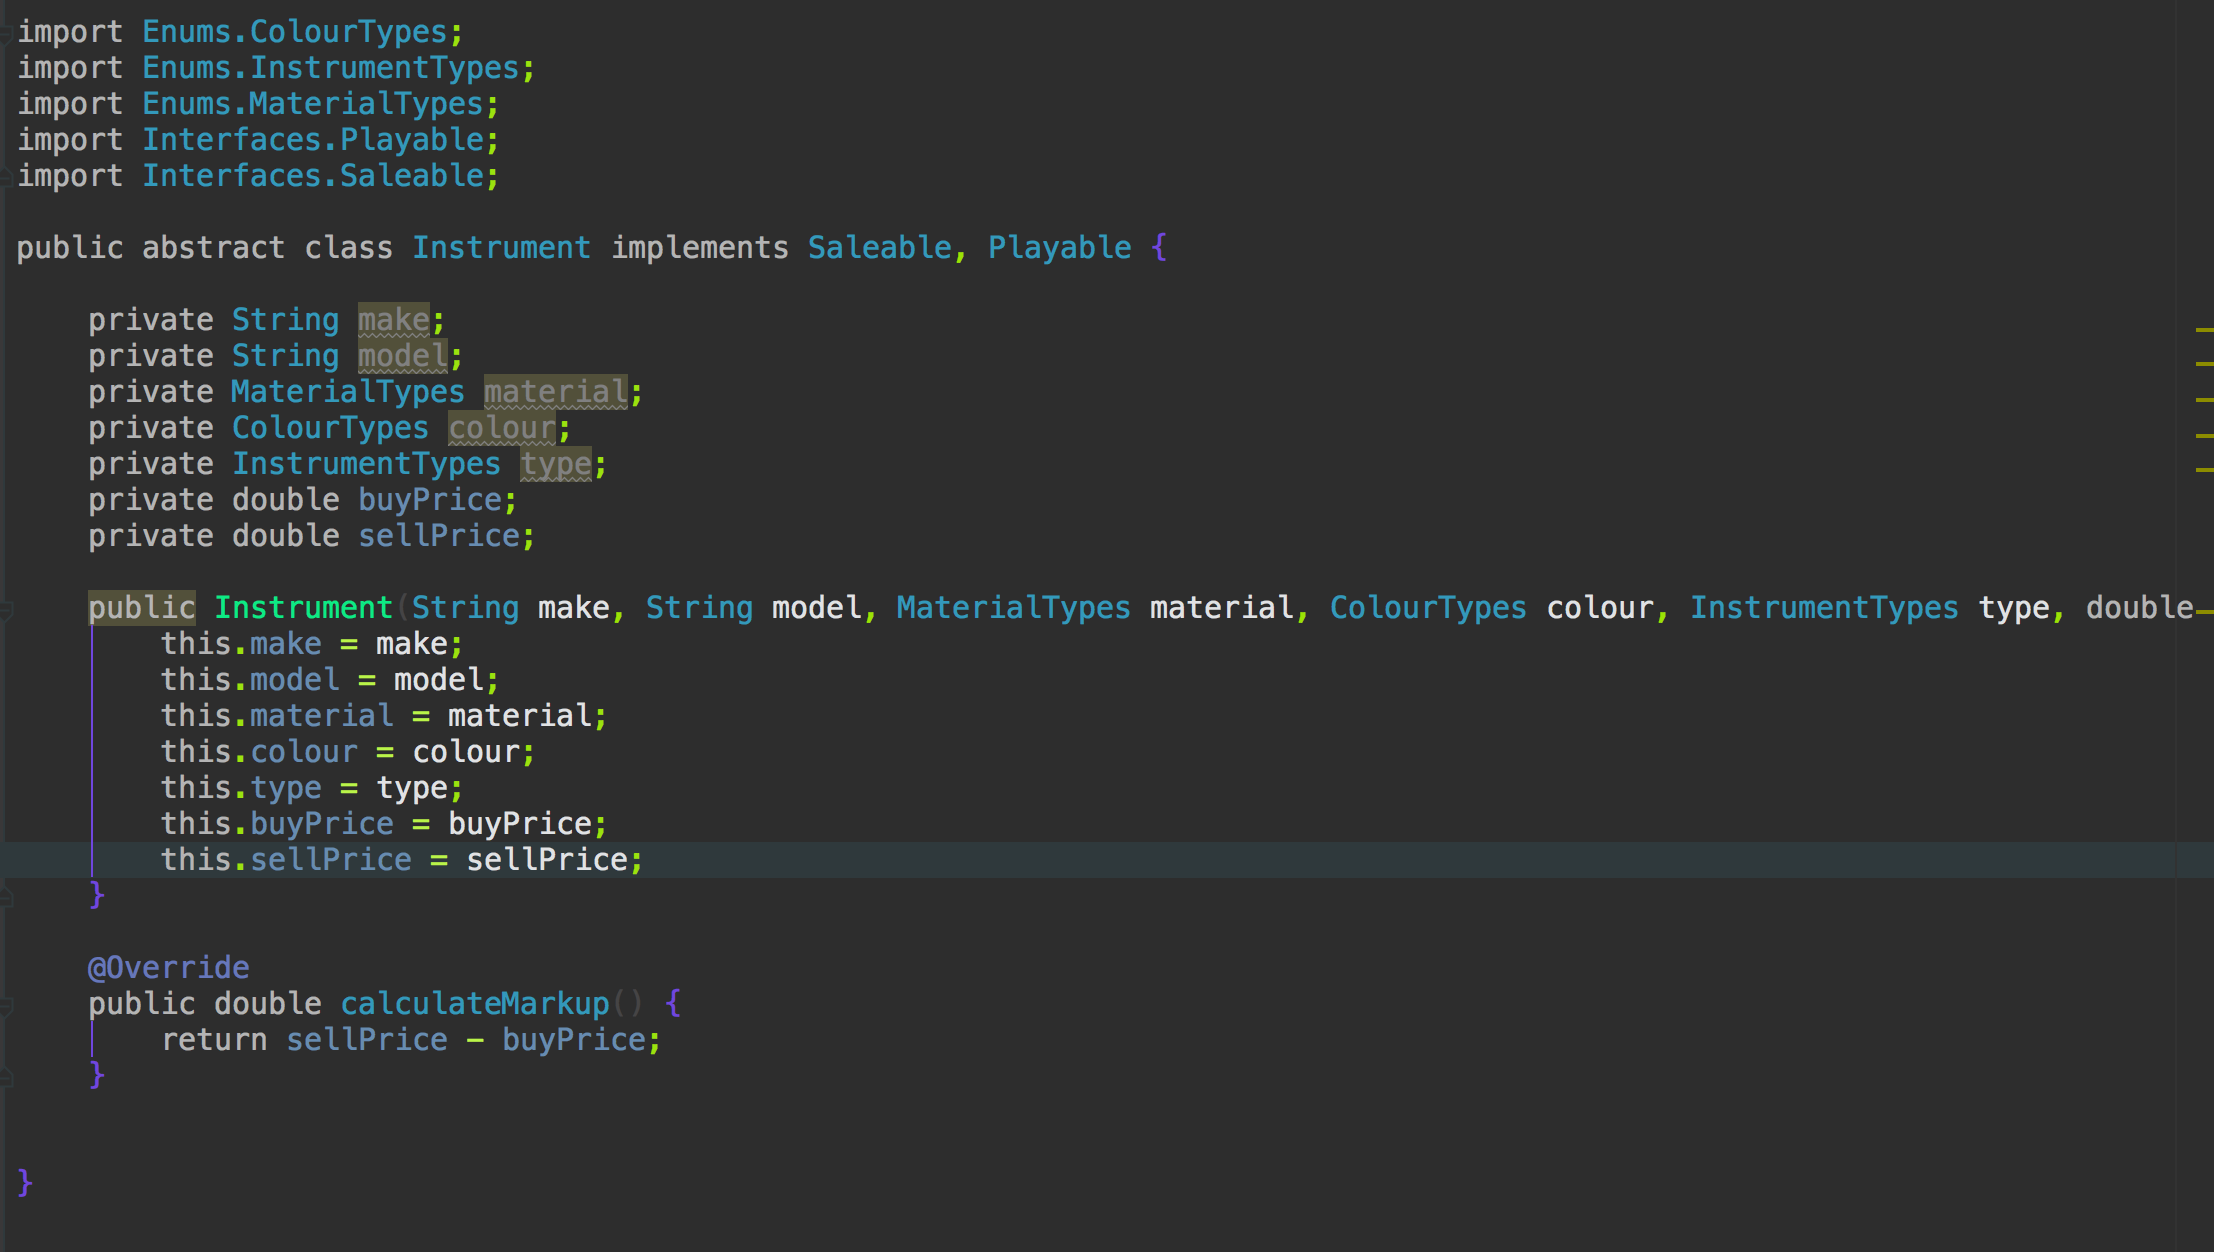 import Enums.ColourTypes;
import Enums.InstrumentTypes;
import Enums.MaterialTypes;
import Interfaces.Playable;
import Interfaces.Saleable;
public abstract class Instrument implements Saleable, Playable {
private String make;
private String model;
private MaterialTypes material;
private ColourTypes colour;
private InstrumentTypes type;
private double buyPrice;
private double sellPrice;
public Instrument(String make, String model, MaterialTypes material, ColourTypes colour, InstrumentTypes type, double
this.make = make;
this.model = model;
this.material = material;
this.colour = colour;
this.type = type;
this.buyPrice = buyPrice;
this.sellPrice = sellPrice;
}
@Override
public double calculateMarkup() {
return sellPrice - buyPrice;
}
}